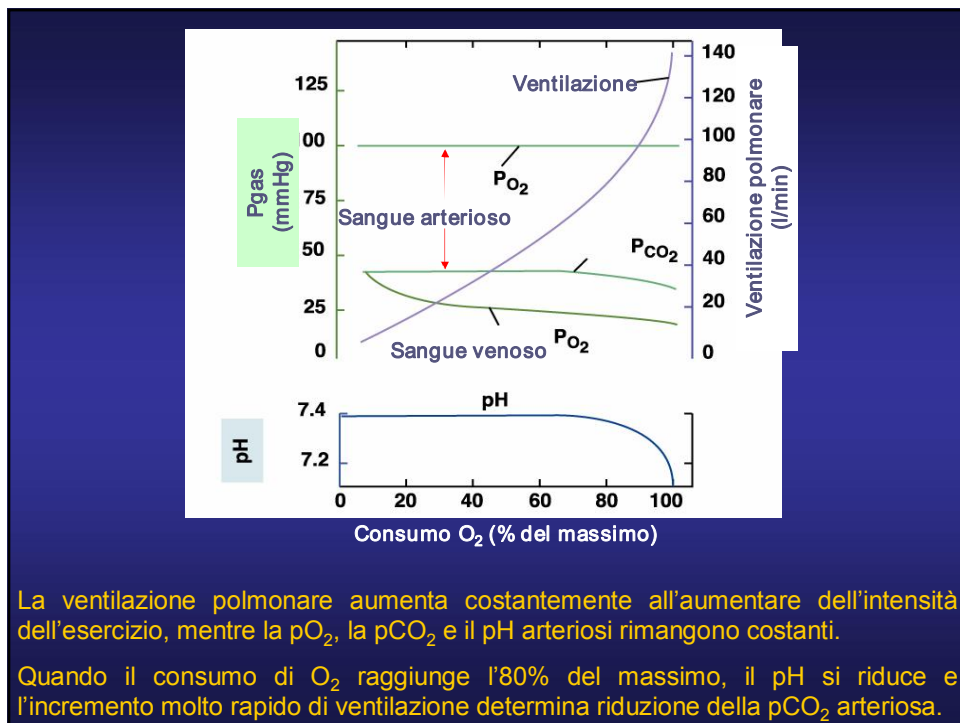 140
125
Ventilazione
120
100
100
Pgas
(mmHg)
P_O₂
80
Ventilazione polmonare
(l/min)
75
Sangue arterioso
60
50
P_CO₂
40
25
20
P_O₂
0
Sangue venoso
0
pH
7.4
pH
7.2
0 20 40 60 80 100
Consumo O₂ (% del massimo)
La ventilazione polmonare aumenta costantemente all'aumentare dell'intensità
dell'esercizio, mentre la pO₂, la pCO₂ e il pH arteriosi rimangono costanti.
Quando il consumo di O₂ raggiunge l'80% del massimo, il pH si riduce e
l'incremento molto rapido di ventilazione determina riduzione della pCO₂ arteriosa.